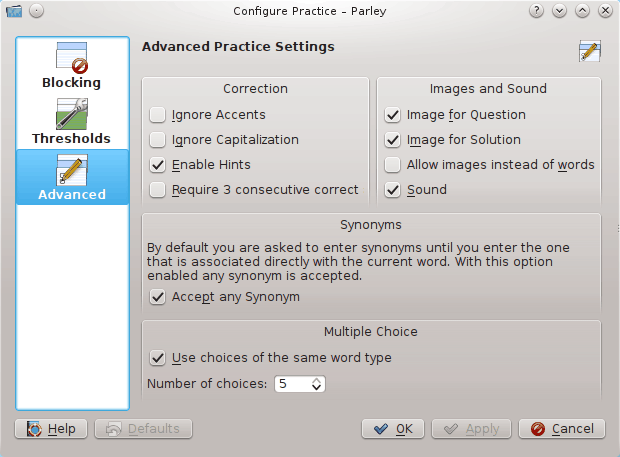 Configure Practice – Parley
Blocking
Thresholds
Advanced
Advanced Practice Settings
Correction
Ignore Accents
Ignore Capitalization
Enable Hints
Require 3 consecutive correct
Images and Sound
Image for Question
Image for Solution
Allow images instead of words
Sound
Synonyms
By default you are asked to enter synonyms until you enter the one
that is associated directly with the current word. With this option
enabled any synonym is accepted.
Accept any Synonym
Multiple Choice
Use choices of the same word type
Number of choices: 5
Help
Defaults
OK
Apply
Cancel